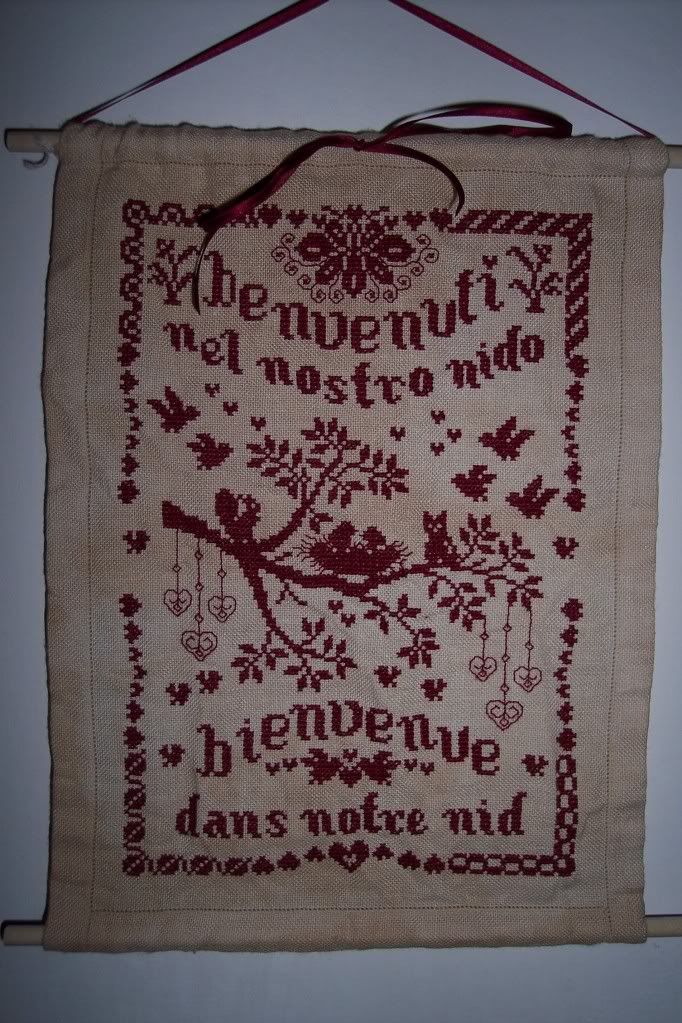 benvenuti
nel nostro nido
bienvenue
dans notre nid